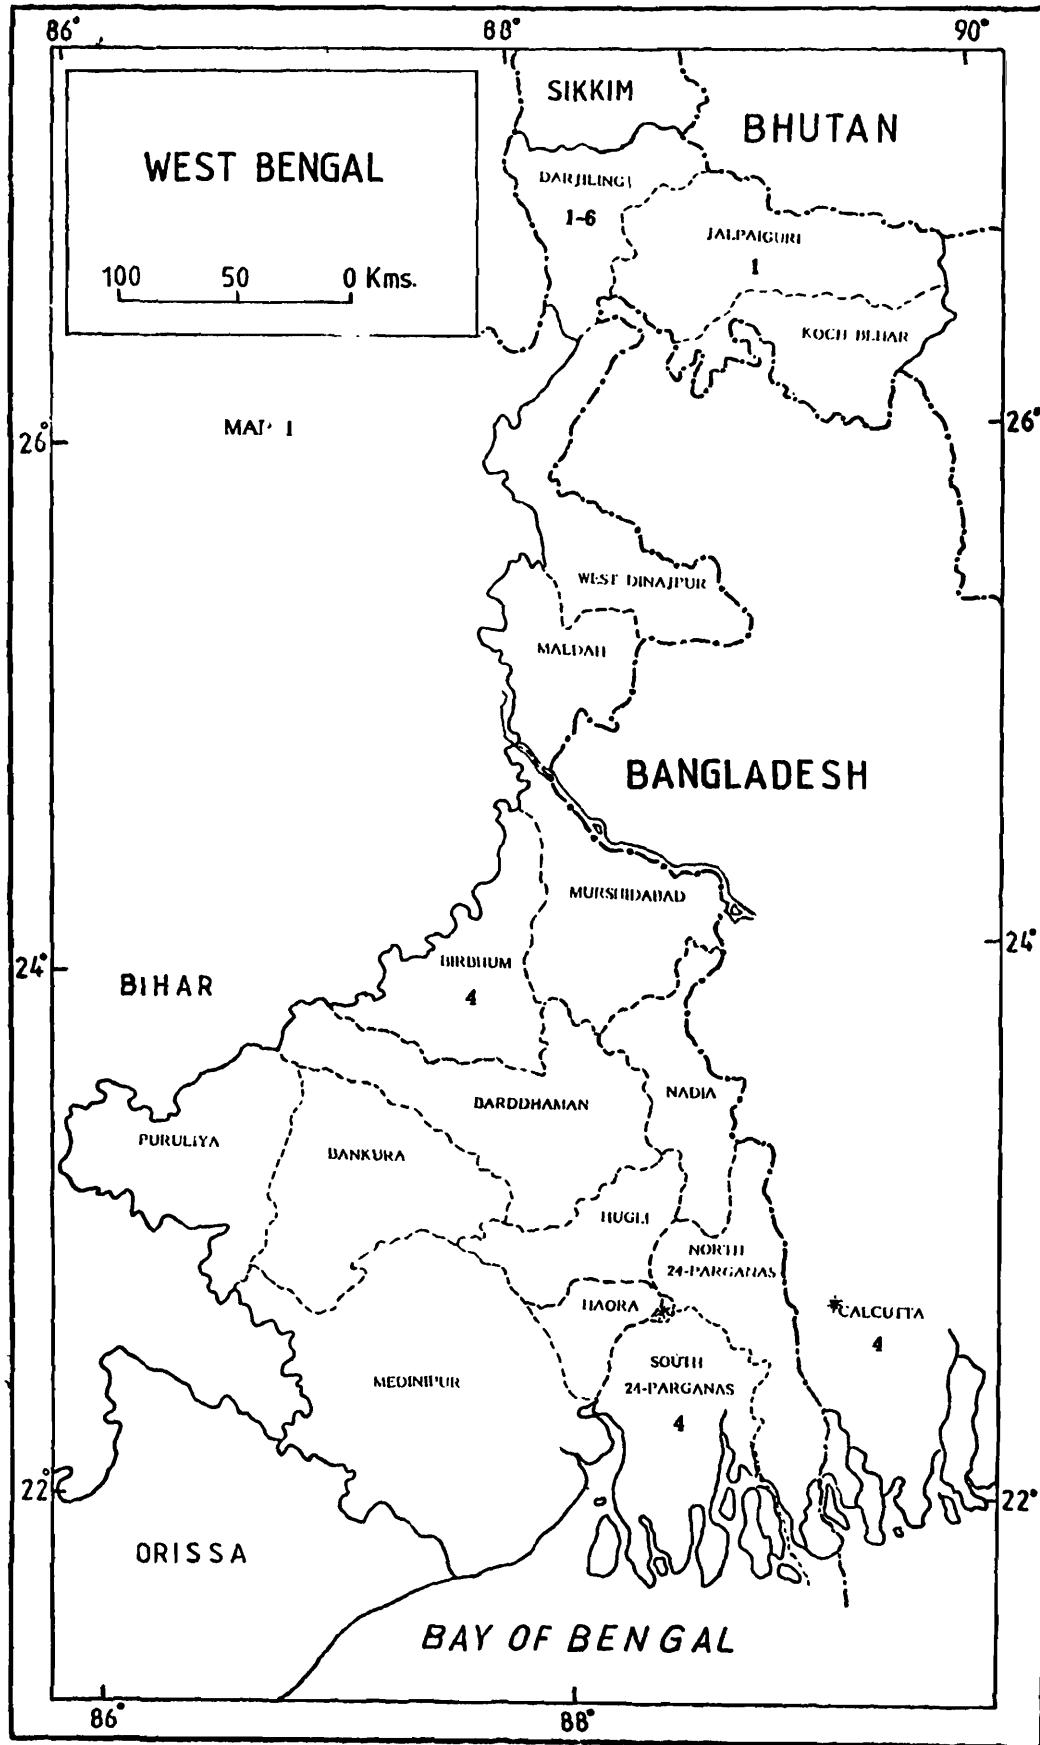 86° 88° 90°
SIKKIM
BHUTAN
WEST BENGAL
DARJILING
1-6
JALPAIGURI
1
100 50 0 Kms.
KOCH BIHAR
MAP 1
26° 26°
WEST DINAJPUR
MALDAH
BANGLADESH
MURSHIDABAD
24° 24°
BIRBHUM
4
BIHAR
NADIA
BARDDHAMAN
PURULIYA
BANKURA
HUGLI
NORTH
24-PARGANAS
HAORA
*CALCUTTA
4
SOUTH
24-PARGANAS
4
MEDINIPUR
22° 22°
ORISSA
BAY OF BENGAL
86° 88°